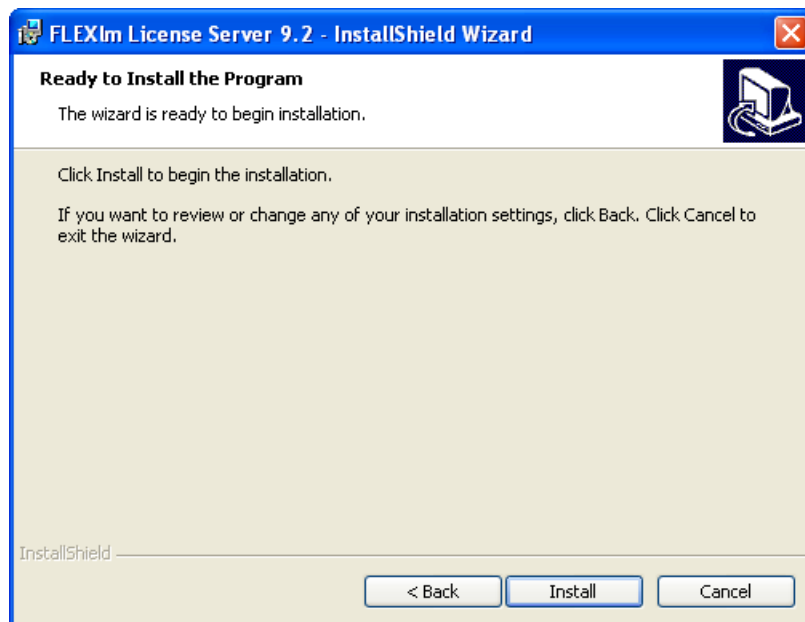 FLEXlm License Server 9.2 - InstallShield Wizard
Ready to Install the Program
The wizard is ready to begin installation.
Click Install to begin the installation.
If you want to review or change any of your installation settings, click Back. Click Cancel to
exit the wizard.
InstallShield
< Back
Install
Cancel